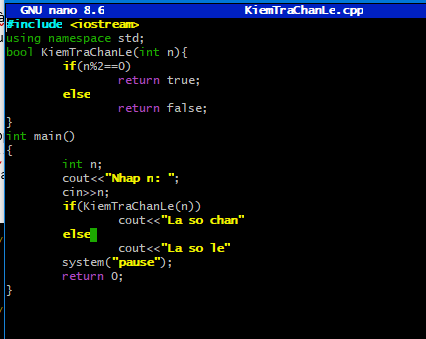 GNU nano 8.6 KiemTraChanLe.cpp
#include <iostream>
using namespace std;
bool KiemTraChanLe(int n){
        if(n%2==0)
                return true;
        else
                return false;
}
int main()
{
        int n;
        cout<<"Nhap n: ";
        cin>>n;
        if(KiemTraChanLe(n))
                cout<<"La so chan"
        else
                cout<<"La so le"
        system("pause");
        return 0;
}